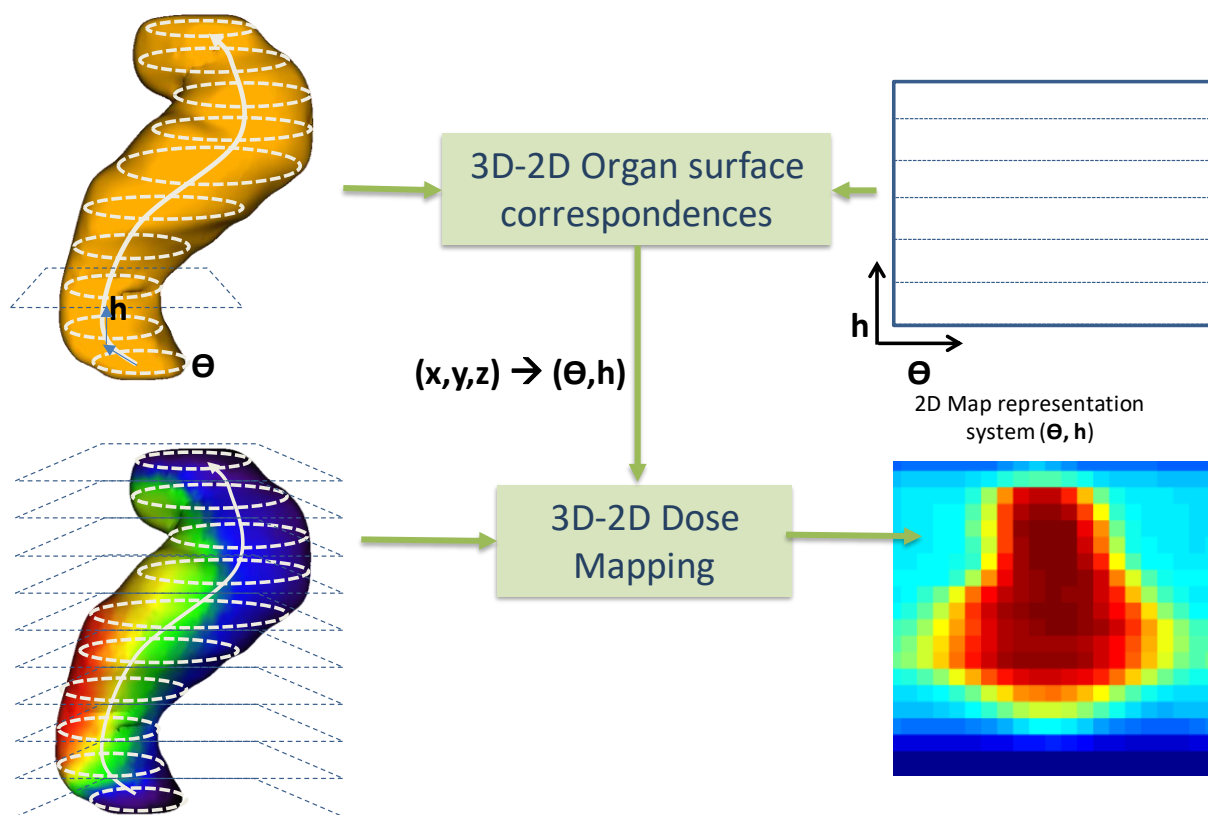 3D-2D Organ surface
correspondences
h
Ɵ
h
Ɵ
(x,y,z) → (Ɵ,h)
2D Map representation
system (Ɵ, h)
3D-2D Dose
Mapping